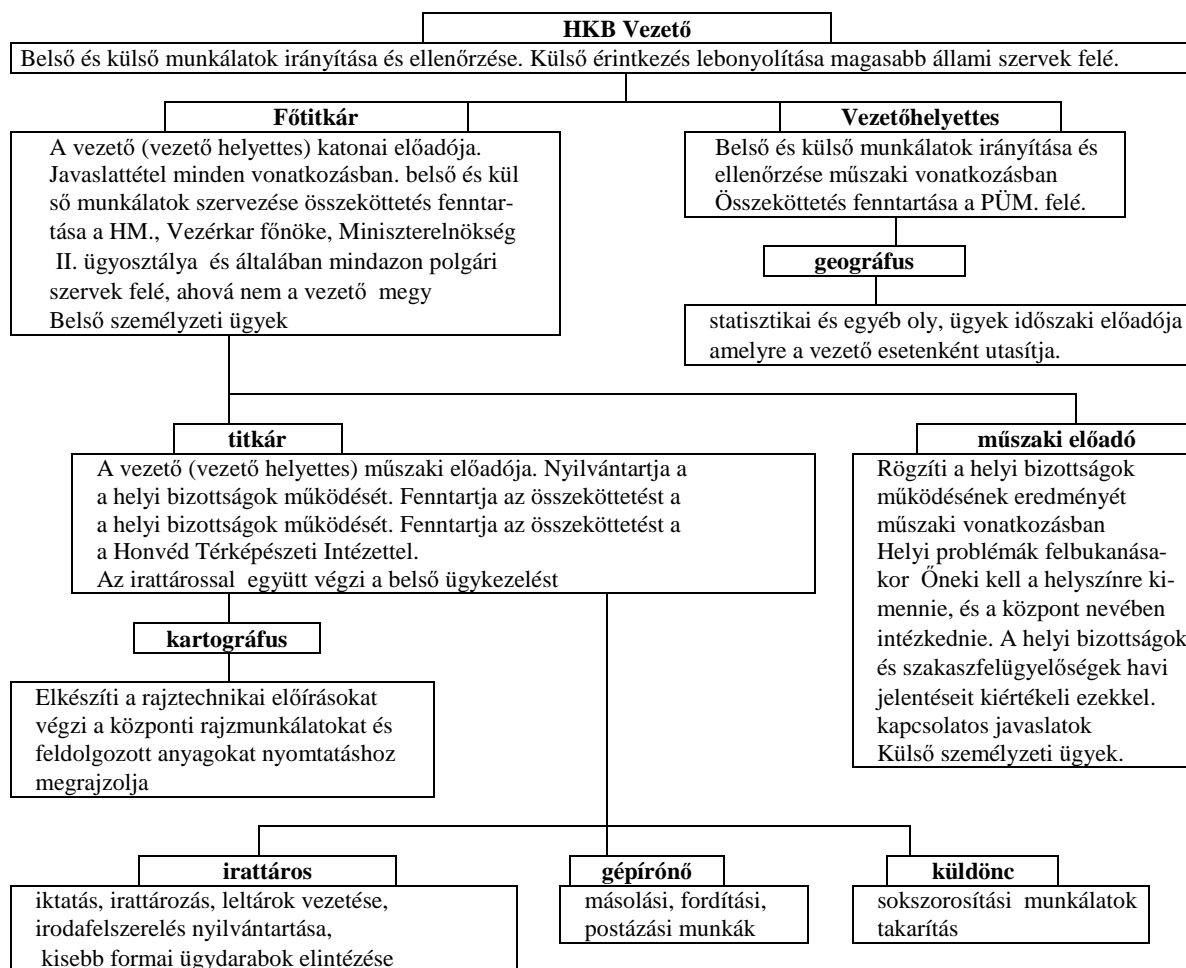 HKB Vezető
Belső és külső munkálatok irányítása és ellenőrzése. Külső érintkezés lebonyolítása magasabb állami szervek felé.
Főtitkár
A vezető (vezető helyettes) katonai előadója.
Javaslattétel minden vonatkozásban. belső és kül
ső munkálatok szervezése összeköttetés fenntar-
tása a HM., Vezérkar főnöke, Miniszterelnökség
II. ügyosztálya és általában mindazon polgári
szervek felé, ahová nem a vezető megy
Belső személyzeti ügyek
Vezetőhelyettes
Belső és külső munkálatok irányítása és
ellenőrzése műszaki vonatkozásban
Összeköttetés fenntartása a PÜM. felé.
geográfus
statisztikai és egyéb oly, ügyek időszaki előadója
amelyre a vezető esetenként utasítja.
titkár
A vezető (vezető helyettes) műszaki előadója. Nyilvántartja a
a helyi bizottságok működését. Fenntartja az összeköttetést a
a helyi bizottságok működését. Fenntartja az összeköttetést a
a Honvéd Térképészeti Intézettel.
Az irattárossal együtt végzi a belső ügykezelést
műszaki előadó
Rögzíti a helyi bizottságok
működésének eredményét
műszaki vonatkozásban
Helyi problémák felbukanása-
kor Őneki kell a helyszínre ki-
mennie, és a központ nevében
intézkednie. A helyi bizottságok
és szakaszfelügyelőségek havi
jelentéseit kiértékeli ezekkel.
kapcsolatos javaslatok
Külső személyzeti ügyek.
kartográfus
Elkészíti a rajztechnikai előírásokat
végzi a központi rajzmunkálatokat és
feldolgozott anyagokat nyomtatáshoz
megrajzolja
irattáros
iktatás, irattározás, leltárok vezetése,
irodafelszerelés nyilvántartása,
kisebb formai ügydarabok elintézése
gépírónő
másolási, fordítási,
postázási munkák
küldönc
sokszorosítási munkálatok
takarítás